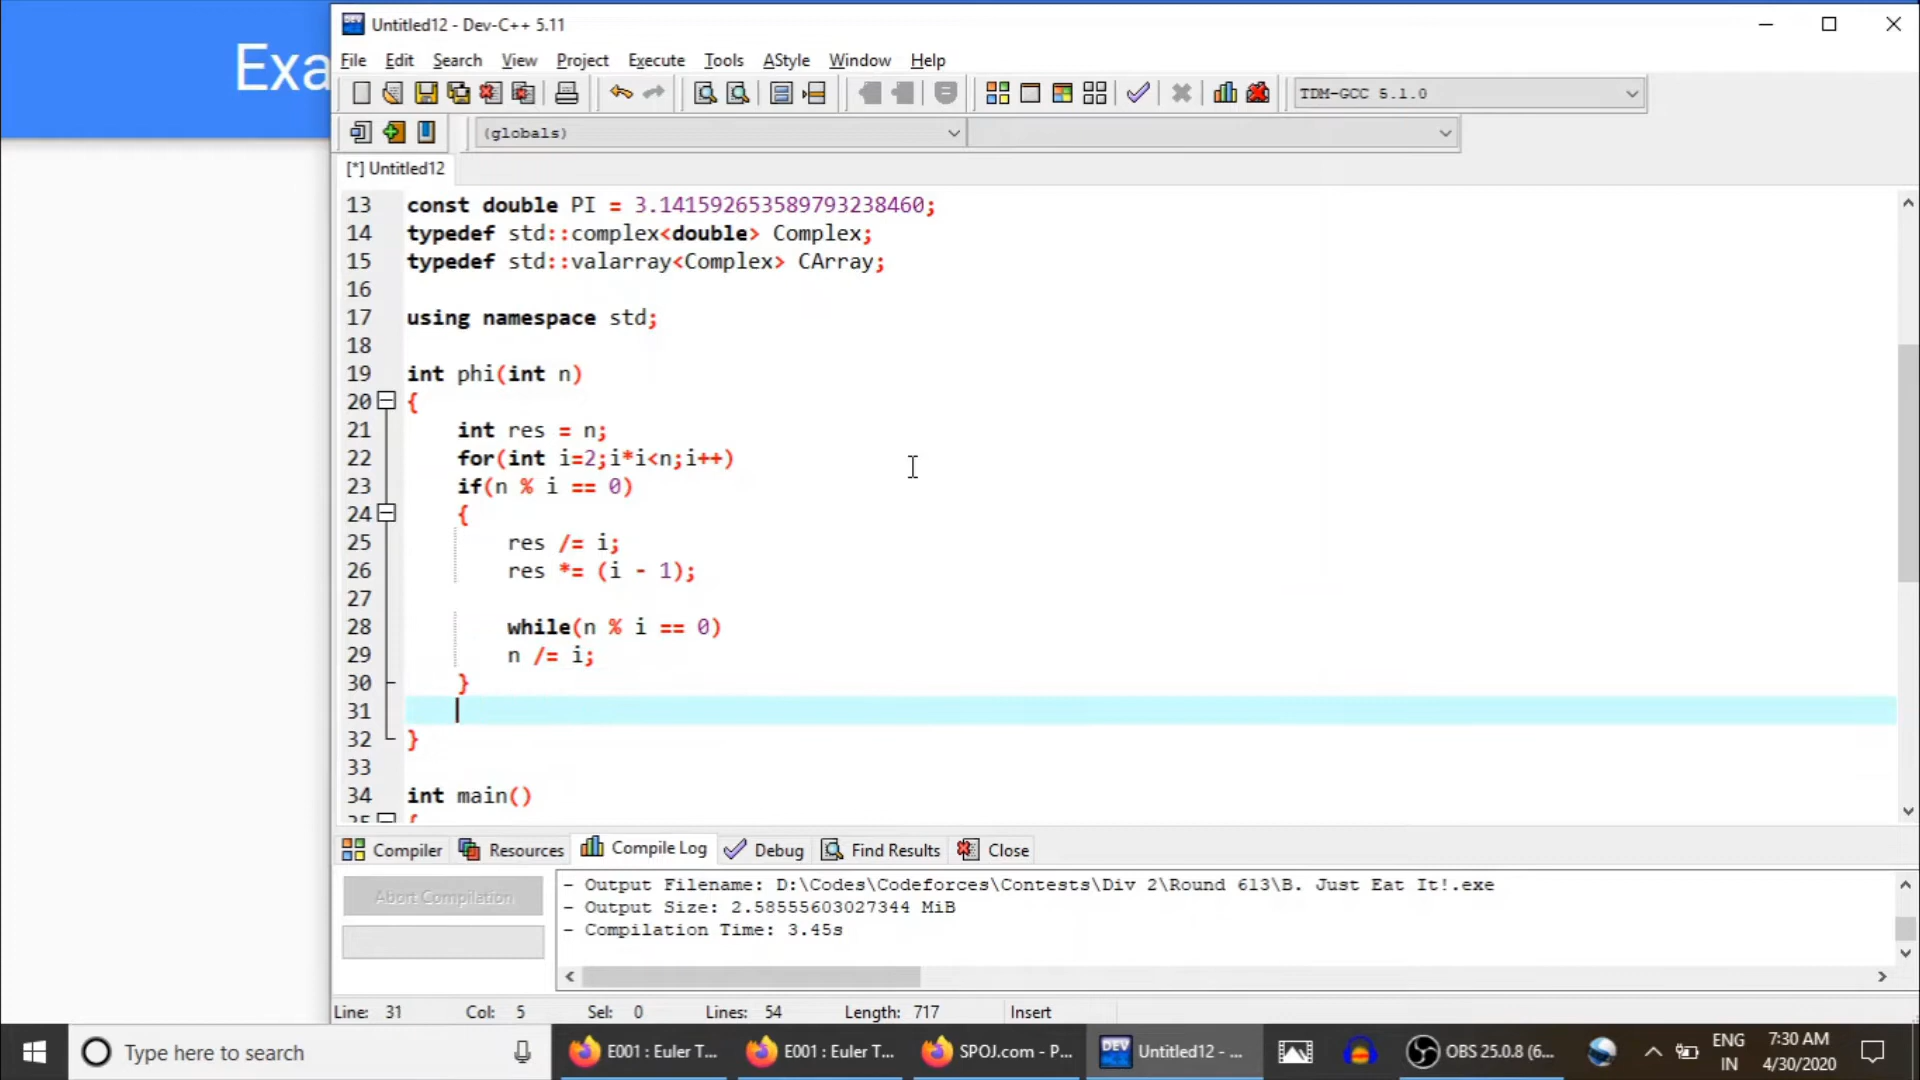 Exa
Untitled12 - Dev-C++ 5.11
File Edit Search View Project Execute Tools AStyle Window Help
TDM-GCC 5.1.0
(globals)
[*] Untitled12
13 const double PI = 3.141592653589793238460;
14 typedef std::complex<double> Complex;
15 typedef std::valarray<Complex> CArray;
16
17 using namespace std;
18
19 int phi(int n)
20 {
21 int res = n;
22 for(int i=2;i*i<n;i++)
23 if(n % i == 0)
24 {
25 res /= i;
26 res *= (i - 1);
27
28 while(n % i == 0)
29 n /= i;
30 }
31
32 }
33
34 int main()
35 {
Compiler Resources Compile Log Debug Find Results Close
Abort Compilation
- Output Filename: D:\Codes\Codeforces\Contests\Div 2\Round 613\B. Just Eat It!.exe
- Output Size: 2.58555603027344 MiB
- Compilation Time: 3.45s
Line: 31 Col: 5 Sel: 0 Lines: 54 Length: 717 Insert
Type here to search
E001 : Euler T...
E001 : Euler T...
SPOJ.com - P...
DEV
Untitled12 - ...
OBS 25.0.8 (6...
ENG
IN
7:30 AM
4/30/2020